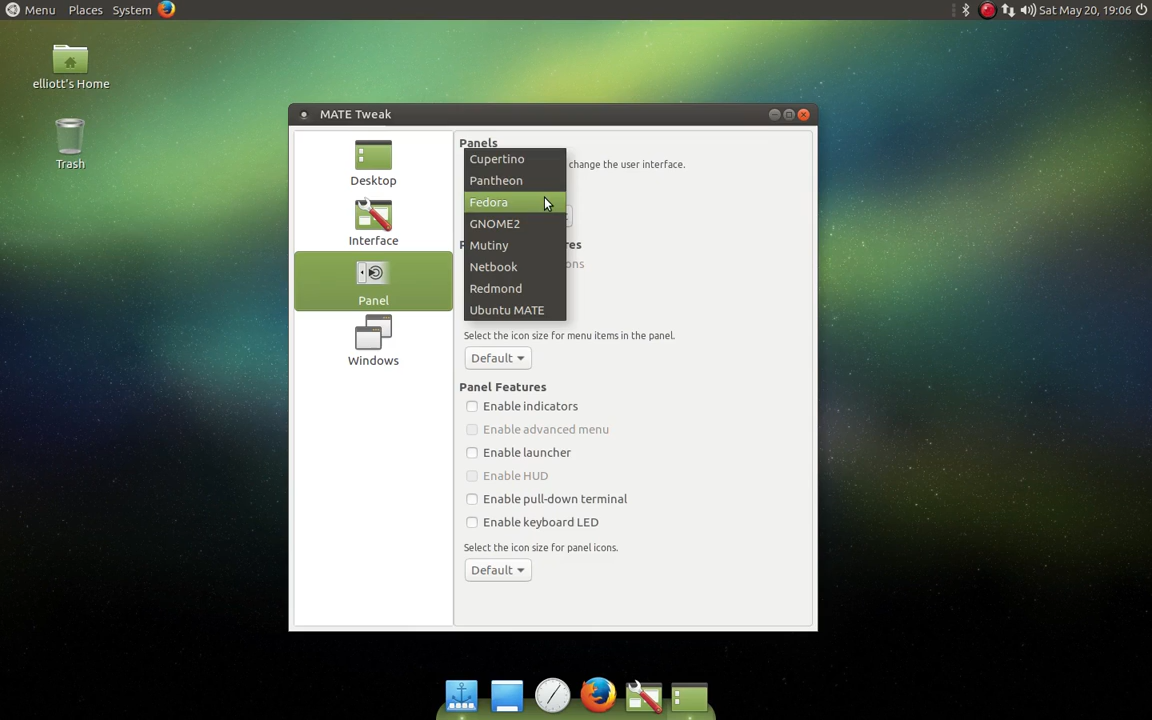 Menu Places System Sat May 20, 19:06
elliott's Home
Trash
MATE Tweak
Desktop
Interface
Panel
Windows
Panels
change the user interface.
Cupertino
Pantheon
Fedora
GNOME2
Mutiny
Netbook
Redmond
Ubuntu MATE
res
ons
Select the icon size for menu items in the panel.
Default
Panel Features
Enable indicators
Enable advanced menu
Enable launcher
Enable HUD
Enable pull-down terminal
Enable keyboard LED
Select the icon size for panel icons.
Default